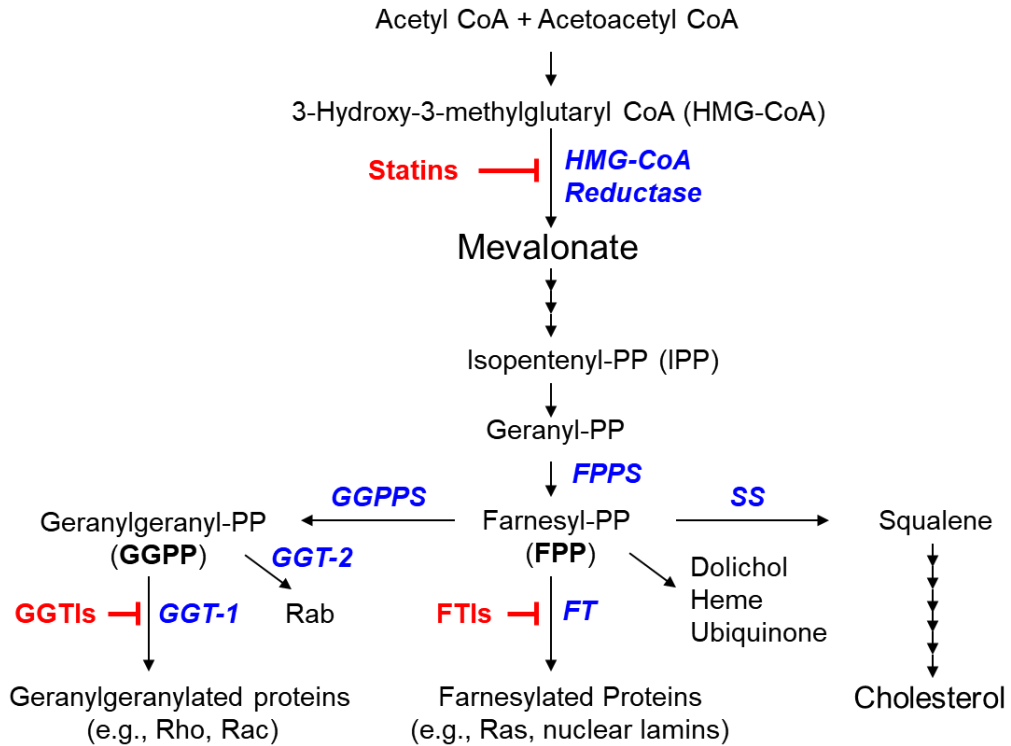 Acetyl CoA + Acetoacetyl CoA
3-Hydroxy-3-methylglutaryl CoA (HMG-CoA)
Statins
HMG-CoA
Reductase
Mevalonate
Isopentenyl-PP (IPP)
Geranyl-PP
FPPS
GGPPS
SS
Geranylgeranyl-PP
(GGPP)
Farnesyl-PP
(FPP)
Squalene
GGT-2
Rab
Dolichol
Heme
Ubiquinone
GGTIs
GGT-1
FTIs
FT
Geranylgeranylated proteins
(e.g., Rho, Rac)
Farnesylated Proteins
(e.g., Ras, nuclear lamins)
Cholesterol